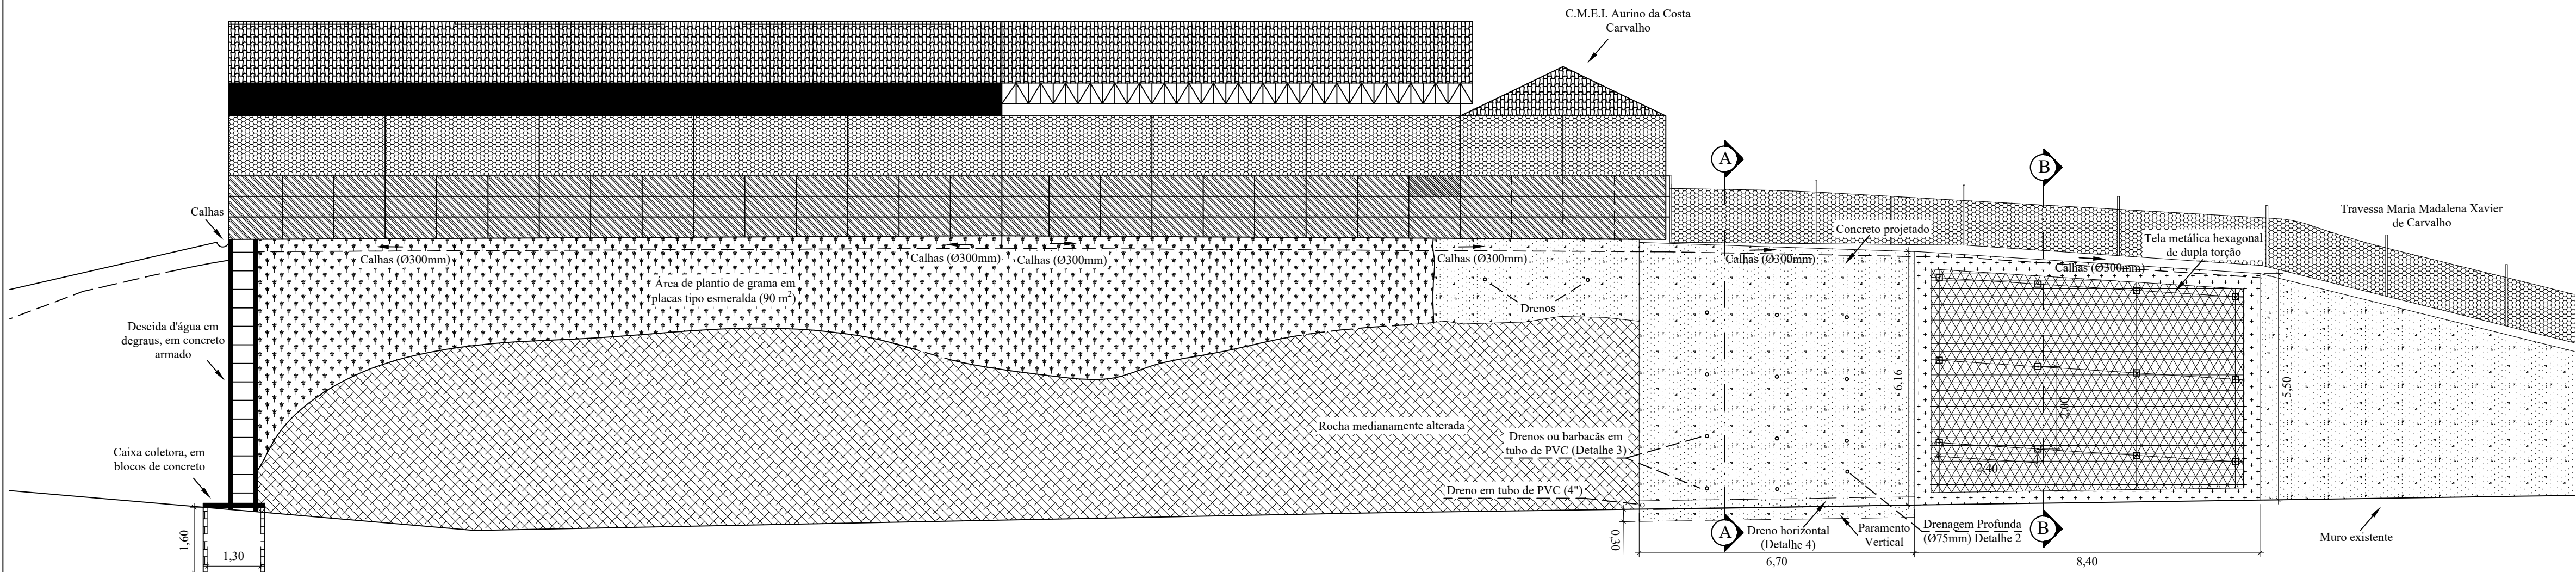 C.M.E.I. Aurino da Costa
Carvalho
A
B
Calhas
Travessa Maria Madalena Xavier
de Carvalho
Concreto projetado
Tela metálica hexagonal
de dupla torção
Calhas (Ø300mm)
Calhas (Ø300mm)
Calhas (Ø300mm)
Calhas (Ø300mm)
Calhas (Ø300mm)
Calhas (Ø300mm)
Área de plantio de grama em
placas tipo esmeralda (90 m²)
Drenos
Descida d'água em
degraus, em concreto
armado
6,16
5,50
2,00
Rocha medianamente alterada
Drenos ou barbacãs em
tubo de PVC (Detalhe 3)
Caixa coletora, em
blocos de concreto
2,40
Dreno em tubo de PVC (4")
1,60
1,30
0,30
A
Dreno horizontal
(Detalhe 4)
Paramento
Vertical
Drenagem Profunda
(Ø75mm) Detalhe 2
B
Muro existente
6,70
8,40